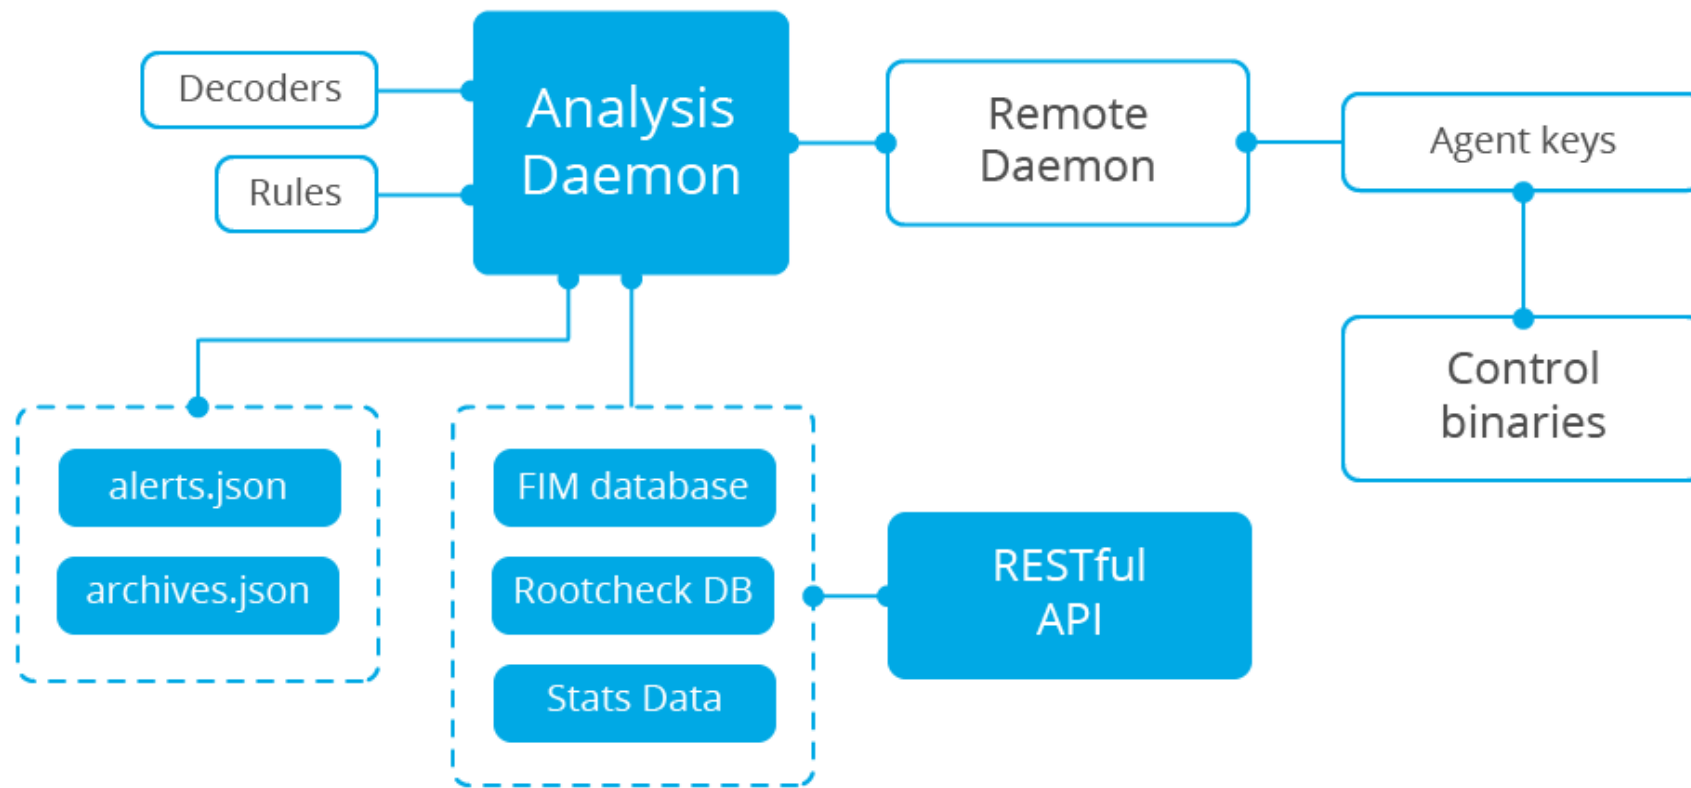 Decoders
Rules
Analysis
Daemon
Remote
Daemon
Agent keys
Control
binaries
alerts.json
archives.json
FIM database
Rootcheck DB
Stats Data
RESTful
API